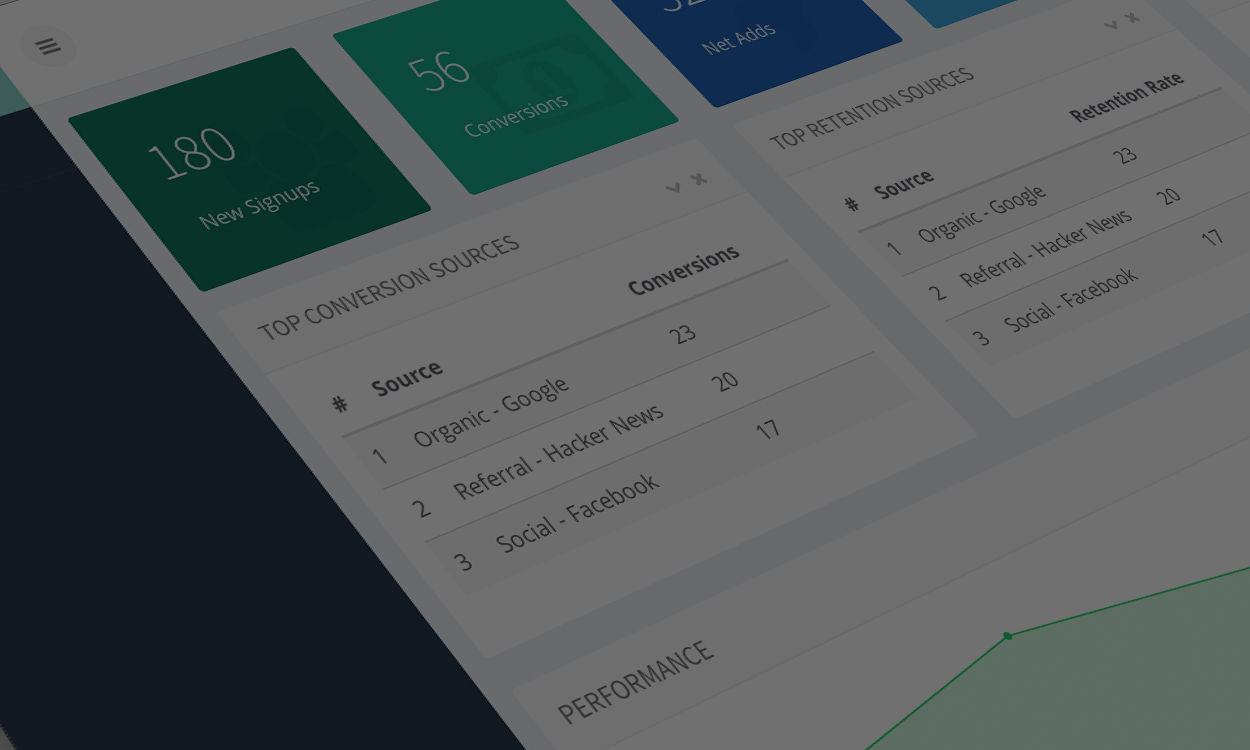 180
New Signups
56
Conversions
Net Adds
TOP CONVERSION SOURCES
# Source Conversions
1 Organic - Google 23
2 Referral - Hacker News 20
3 Social - Facebook 17
TOP RETENTION SOURCES
# Source Retention Rate
1 Organic - Google 23
2 Referral - Hacker News 20
3 Social - Facebook 17
PERFORMANCE